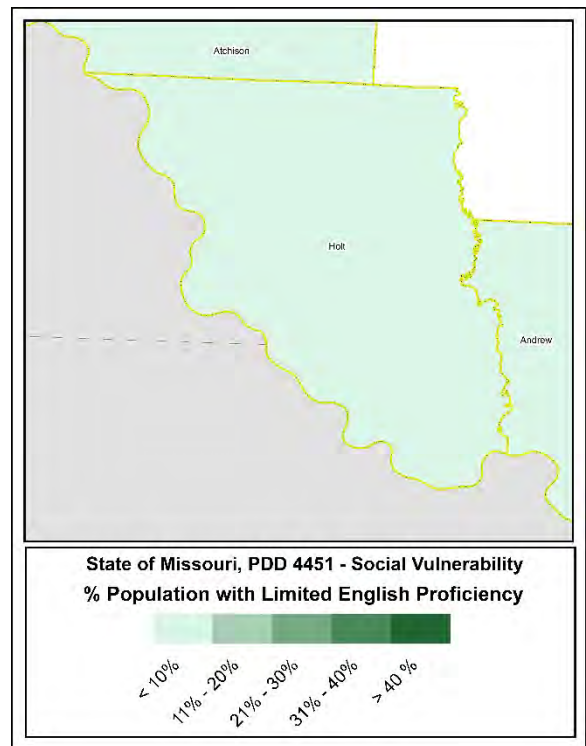 Atchison
Holt
Andrew
State of Missouri, PDD 4451 - Social Vulnerability
% Population with Limited English Proficiency
< 10%
11% - 20%
21% - 30%
31% - 40%
> 40 %